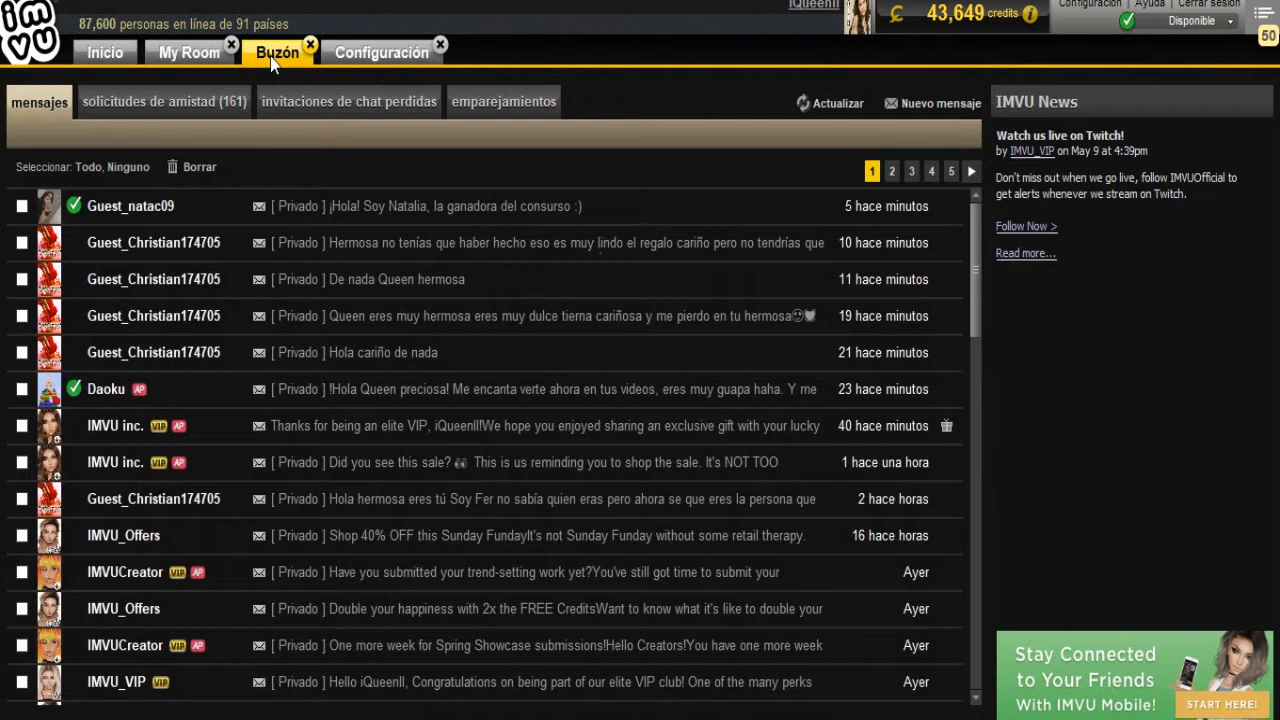 imvu
87,600 personas en línea de 91 países
iQueenII
43,649 credits
Configuración Ayuda Cerrar sesión
Disponible
50
Inicio
My Room
Buzón
Configuración
mensajes
solicitudes de amistad (161)
invitaciones de chat perdidas
emparejamientos
Actualizar
Nuevo mensaje
Seleccionar: Todo, Ninguno
Borrar
1 2 3 4 5
Guest_natac09 [ Privado ] ¡Hola! Soy Natalia, la ganadora del consurso :) 5 hace minutos
Guest_Christian174705 [ Privado ] Hermosa no tenías que haber hecho eso es muy lindo el regalo cariño pero no tendrías que 10 hace minutos
Guest_Christian174705 [ Privado ] De nada Queen hermosa 11 hace minutos
Guest_Christian174705 [ Privado ] Queen eres muy hermosa eres muy dulce tierna cariñosa y me pierdo en tu hermosa 19 hace minutos
Guest_Christian174705 [ Privado ] Hola cariño de nada 21 hace minutos
Daoku AP [ Privado ] !Hola Queen preciosa! Me encanta verte ahora en tus videos, eres muy guapa haha. Y me 23 hace minutos
IMVU inc. VIP AP Thanks for being an elite VIP, iQueenII!We hope you enjoyed sharing an exclusive gift with your lucky 40 hace minutos
IMVU inc. VIP AP [ Privado ] Did you see this sale? 👀 This is us reminding you to shop the sale. It's NOT TOO 1 hace una hora
Guest_Christian174705 [ Privado ] Hola hermosa eres tú Soy Fer no sabía quien eras pero ahora se que eres la persona que 2 hace horas
IMVU_Offers [ Privado ] Shop 40% OFF this Sunday FundayIt's not Sunday Funday without some retail therapy. 16 hace horas
IMVUCreator VIP AP [ Privado ] Have you submitted your trend-setting work yet?You've still got time to submit your Ayer
IMVU_Offers [ Privado ] Double your happiness with 2x the FREE CreditsWant to know what it's like to double your Ayer
IMVUCreator VIP AP [ Privado ] One more week for Spring Showcase submissions!Hello Creators!You have one more week Ayer
IMVU_VIP VIP [ Privado ] Hello iQueenII, Congratulations on being part of our elite VIP club! One of the many perks Ayer
IMVU News
Watch us live on Twitch!
by IMVU_VIP on May 9 at 4:39pm
Don't miss out when we go live, follow IMVUOfficial to
get alerts whenever we stream on Twitch.
Follow Now >
Read more...
Stay Connected
to Your Friends
With IMVU Mobile!
START HERE!